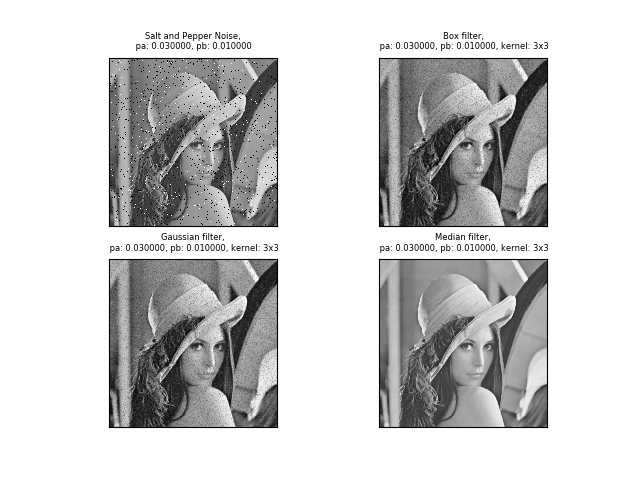 Salt and Pepper Noise,
pa: 0.030000, pb: 0.010000
Box filter,
pa: 0.030000, pb: 0.010000, kernel: 3x3
Gaussian filter,
pa: 0.030000, pb: 0.010000, kernel: 3x3
Median filter,
pa: 0.030000, pb: 0.010000, kernel: 3x3